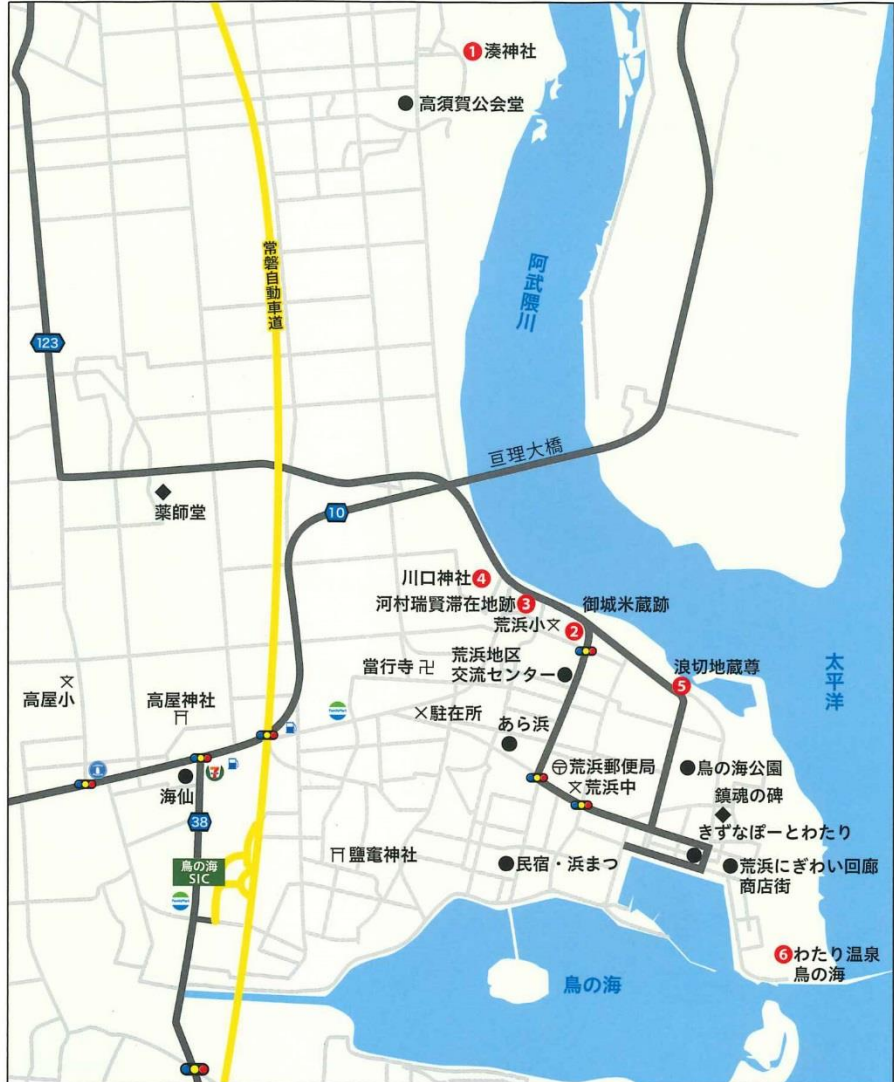 1 湊神社
高須賀公会堂
常磐自動車道
阿武隈川
123
亘理大橋
薬師堂
10
川口神社 4
河村瑞賢滞在地跡 3
御城米蔵跡
荒浜小文
2
荒浜地区
交流センター
當行寺 卍
浪切地蔵尊
5
太平洋
文
高屋小
高屋神社
×駐在所
あら浜
〒荒浜郵便局
文荒浜中
鳥の海公園
鎮魂の碑
7
海仙
38
きずなぽーとわたり
鳥の海
SIC
鹽竈神社
民宿・浜まつ
荒浜にぎわい回廊
商店街
6 わたり温泉
鳥の海
鳥の海